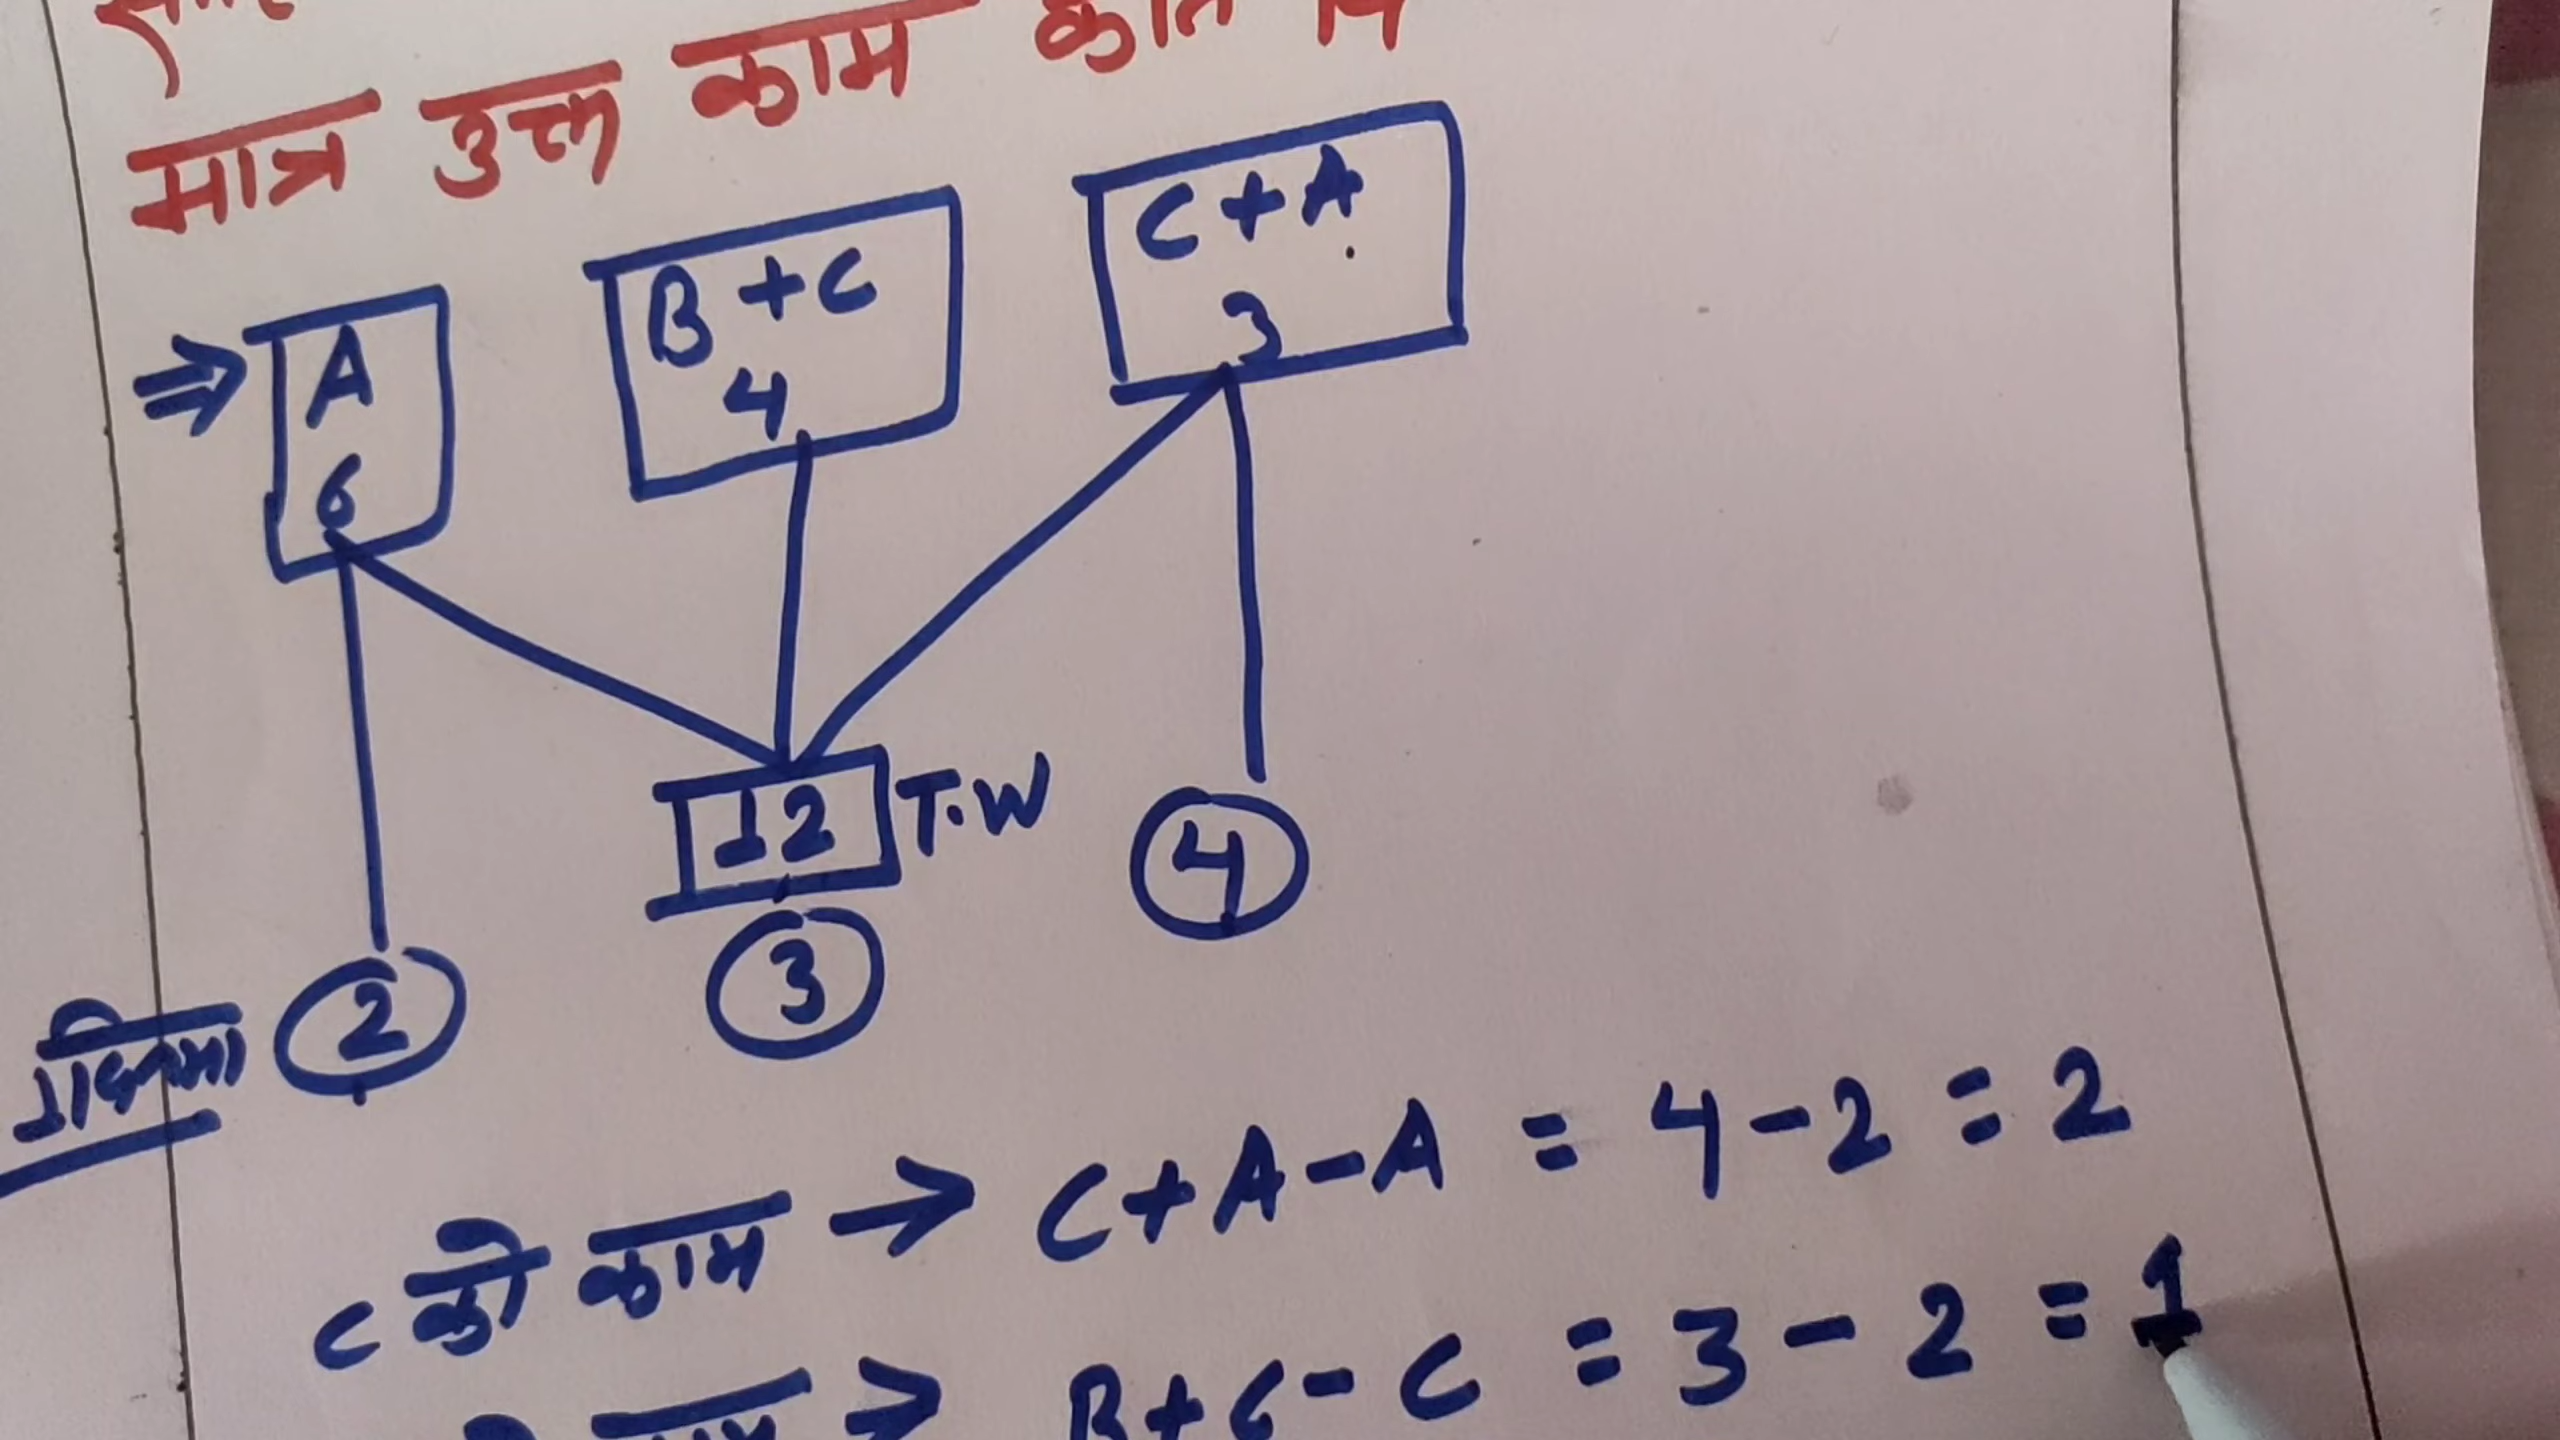 मात्र उक्त काम
A
6
B + C
4
C + A
3
12 T.W
4
3
2
C को काम → C + A - A = 4 - 2 = 2
→ B + C - C = 3 - 2 = 1